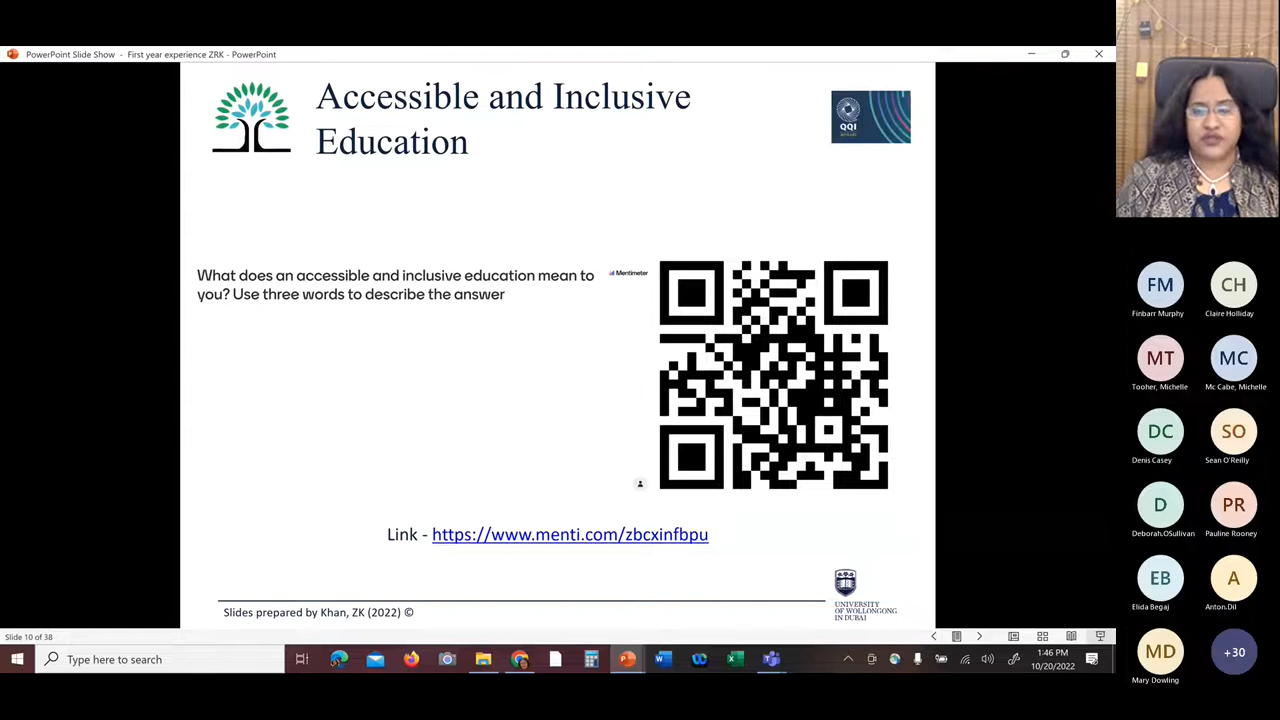 PowerPoint Slide Show - First year experience ZRK - PowerPoint
Accessible and Inclusive
Education
QQI
What does an accessible and inclusive education mean to
you? Use three words to describe the answer
Mentimeter
Link - https://www.menti.com/zbcxinfbpu
Slides prepared by Khan, ZK (2022) ©
UNIVERSITY
OF WOLLONGONG
IN DUBAI
Slide 10 of 38
Type here to search
1:46 PM
10/20/2022
FM
Finbarr Murphy
CH
Claire Holliday
MT
Tooher, Michelle
MC
Mc Cabe, Michelle
DC
Denis Casey
SO
Sean O'Reilly
D
Deborah.OSullivan
PR
Pauline Rooney
EB
Elida Begaj
A
Anton.Dil
MD
Mary Dowling
+30